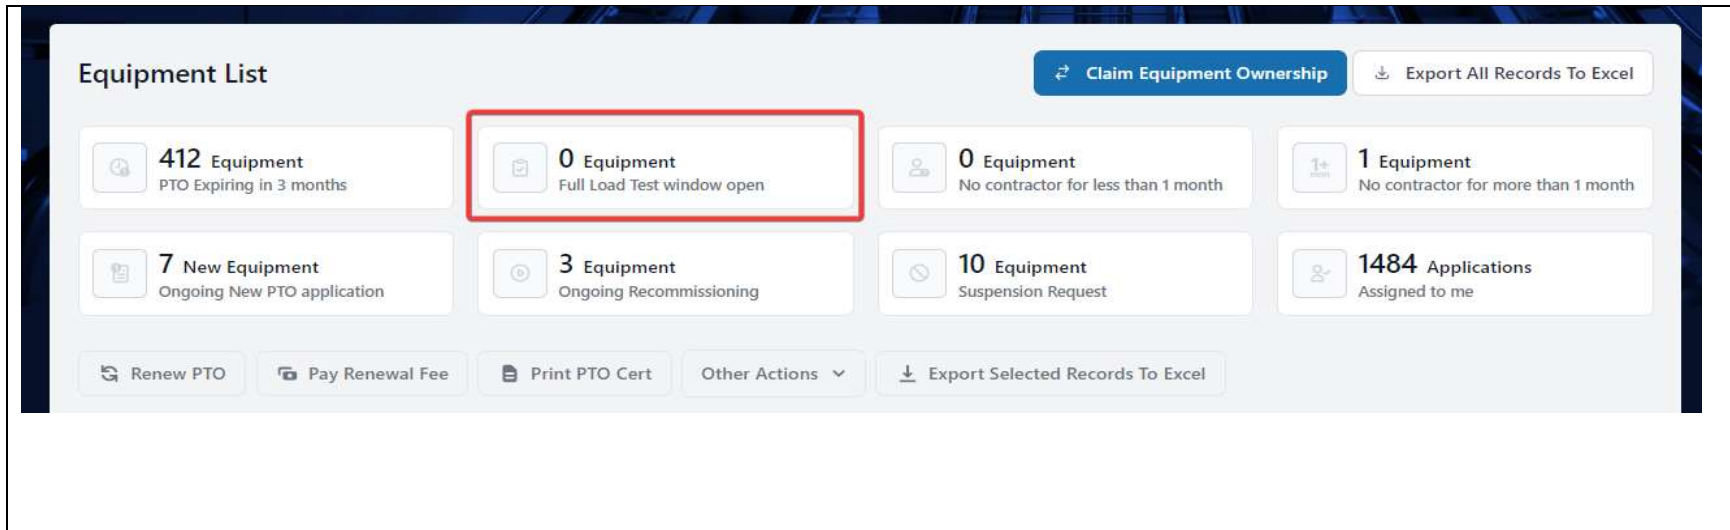 Equipment List
Claim Equipment Ownership
Export All Records To Excel
412 Equipment
PTO Expiring in 3 months
0 Equipment
Full Load Test window open
0 Equipment
No contractor for less than 1 month
1+
1 Equipment
No contractor for more than 1 month
7 New Equipment
Ongoing New PTO application
3 Equipment
Ongoing Recommissioning
10 Equipment
Suspension Request
1484 Applications
Assigned to me
Renew PTO
Pay Renewal Fee
Print PTO Cert
Other Actions
Export Selected Records To Excel